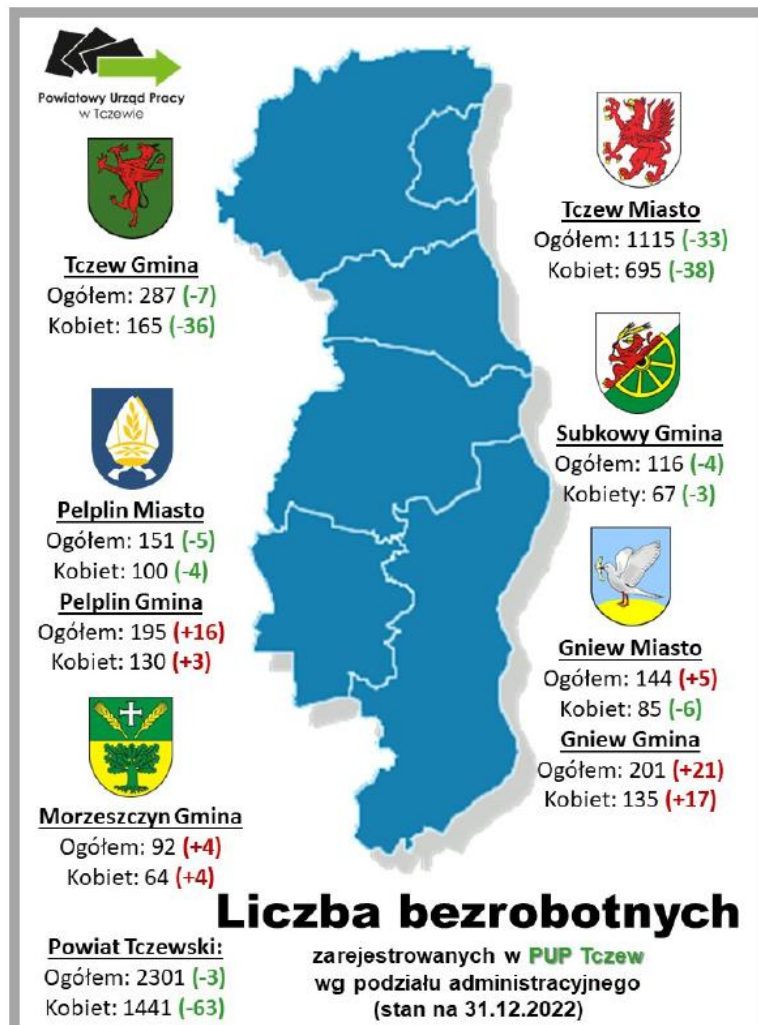 Powiatowy Urząd Pracy
w Tczewie
Tczew Gmina
Ogółem: 287 (-7)
Kobiet: 165 (-36)
Pelplin Miasto
Ogółem: 151 (-5)
Kobiet: 100 (-4)
Pelplin Gmina
Ogółem: 195 (+16)
Kobiet: 130 (+3)
Morzeszczyn Gmina
Ogółem: 92 (+4)
Kobiet: 64 (+4)
Powiat Tczewski:
Ogółem: 2301 (-3)
Kobiet: 1441 (-63)
Tczew Miasto
Ogółem: 1115 (-33)
Kobiet: 695 (-38)
Subkowy Gmina
Ogółem: 116 (-4)
Kobiety: 67 (-3)
Gniew Miasto
Ogółem: 144 (+5)
Kobiet: 85 (-6)
Gniew Gmina
Ogółem: 201 (+21)
Kobiet: 135 (+17)
Liczba bezrobotnych
zarejestrowanych w PUP Tczew
wg podziału administracyjnego
(stan na 31.12.2022)